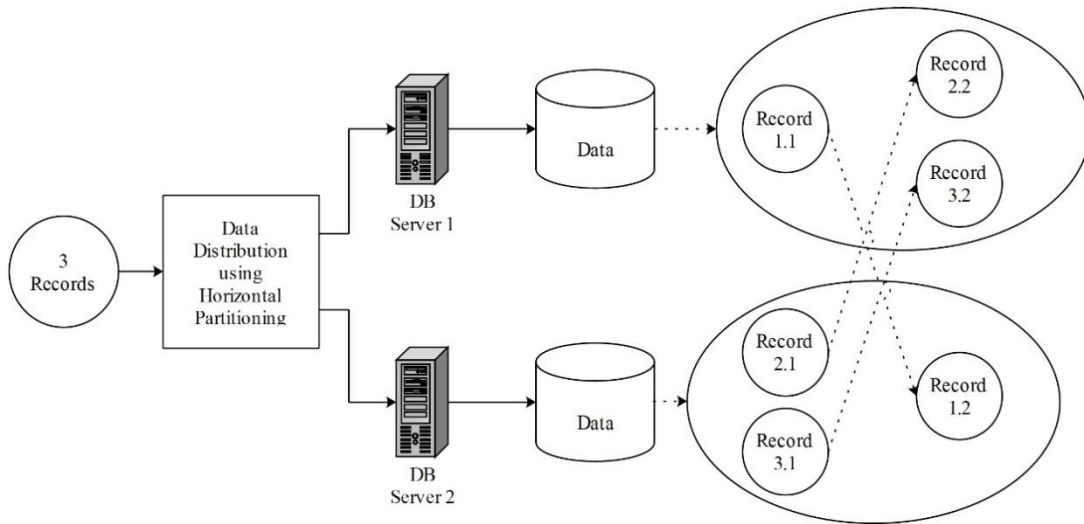 3
Records
Data
Distribution
using
Horizontal
Partitioning
DB
Server 1
Data
Record
1.1
Record
2.2
Record
3.2
DB
Server 2
Data
Record
2.1
Record
3.1
Record
1.2